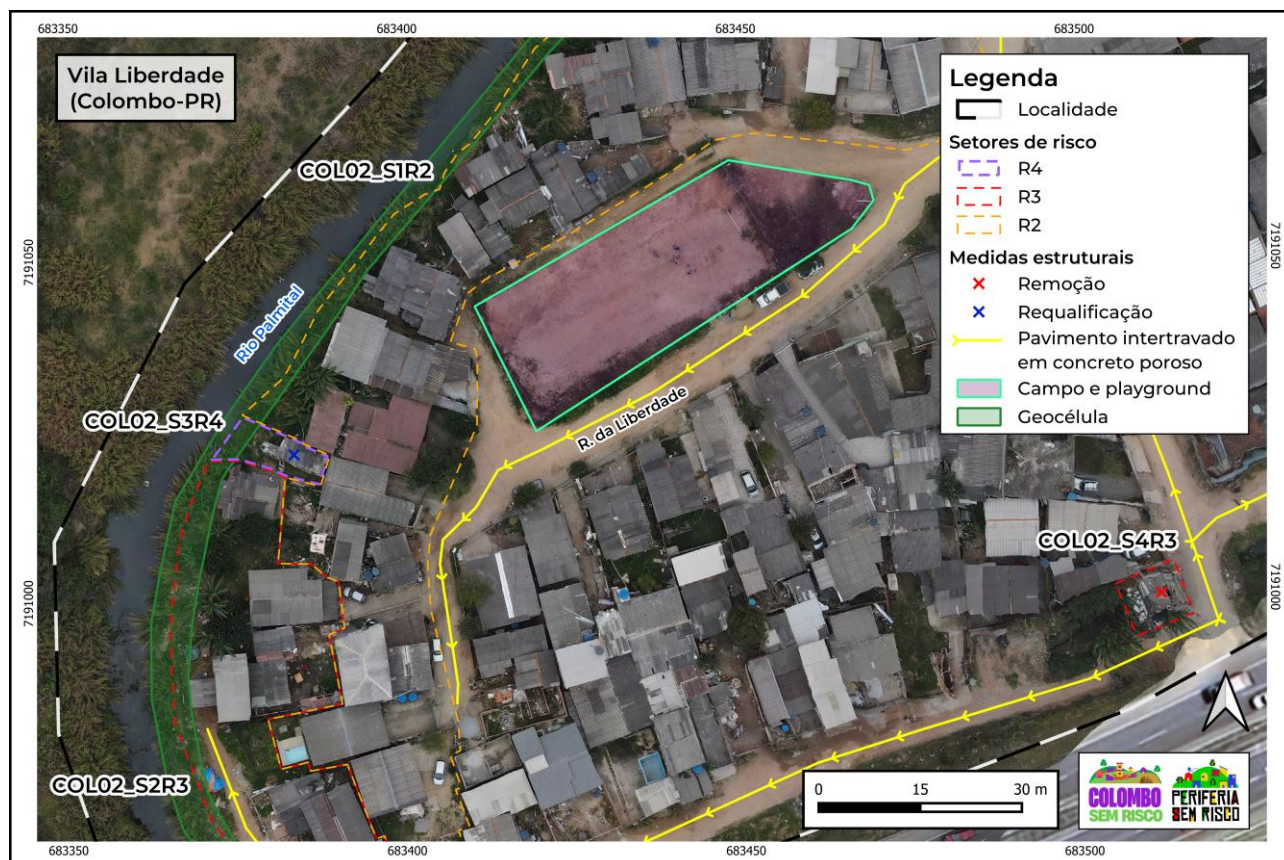 683350
683400
683450
683500
Vila Liberdade
(Colombo-PR)
Legenda
Localidade
Setores de risco
R4
R3
R2
Medidas estruturais
Remoção
Requalificação
Pavimento intertravado
em concreto poroso
Campo e playground
Geocélula
COL02_S1R2
7191050
7191050
Rio Palmital
COL02_S3R4
R. da Liberdade
COL02_S4R3
7191000
7191000
COL02_S2R3
0 15 30 m
COLOMBO
SEM RISCO
PERIFERIA
SEM RISCO
683350
683400
683450
683500